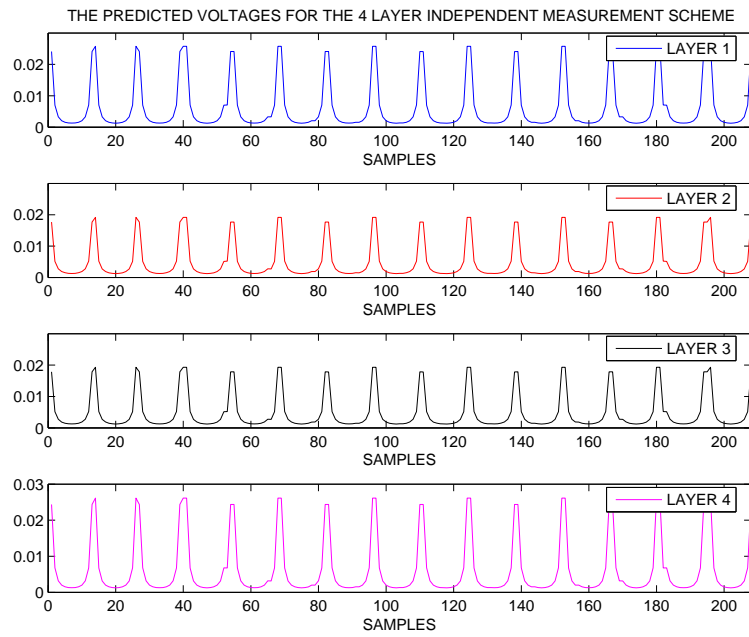 THE PREDICTED VOLTAGES FOR THE 4 LAYER INDEPENDENT MEASUREMENT SCHEME
LAYER 1
0.02
0.01
0
0 20 40 60 80 100 120 140 160 180 200
SAMPLES
LAYER 2
0.02
0.01
0
0 20 40 60 80 100 120 140 160 180 200
SAMPLES
LAYER 3
0.02
0.01
0
0 20 40 60 80 100 120 140 160 180 200
SAMPLES
0.03
LAYER 4
0.02
0.01
0
0 20 40 60 80 100 120 140 160 180 200
SAMPLES